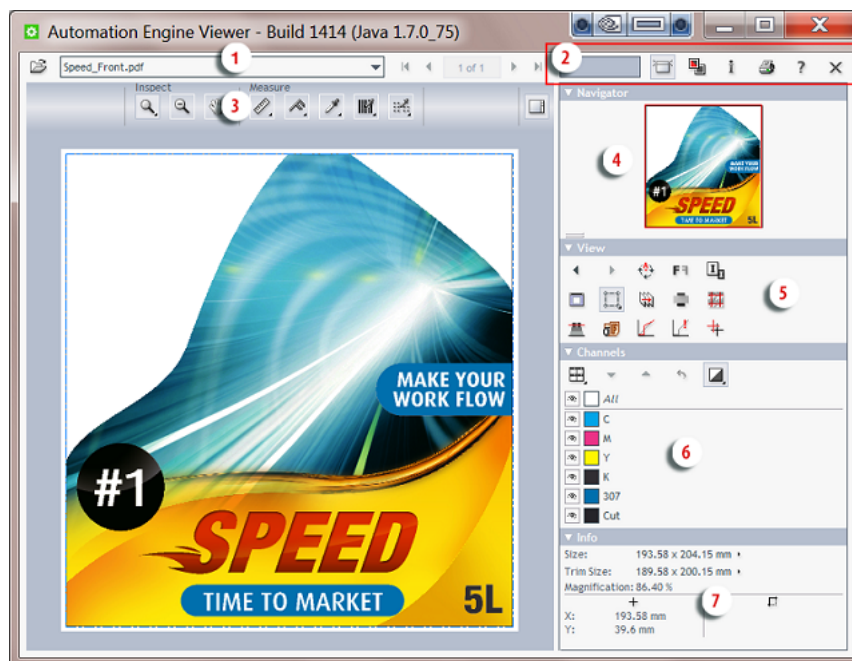 Automation Engine Viewer - Build 1414 (Java 1.7.0_75)
Speed_Front.pdf
1
1 of 1
2
Inspect
Measure
3
▼ Navigator
4
MAKE YOUR
WORK FLOW
#1
SPEED
TIME TO MARKET
5L
▼ View
5
▼ Channels
All
C
M
Y
K
307
Cut
6
▼ Info
Size: 193.58 x 204.15 mm
Trim Size: 189.58 x 200.15 mm
Magnification: 86.40 %
7
X: 193.58 mm
Y: 39.6 mm
MAKE YOUR
WORK FLOW
#1
SPEED
TIME TO MARKET
5L